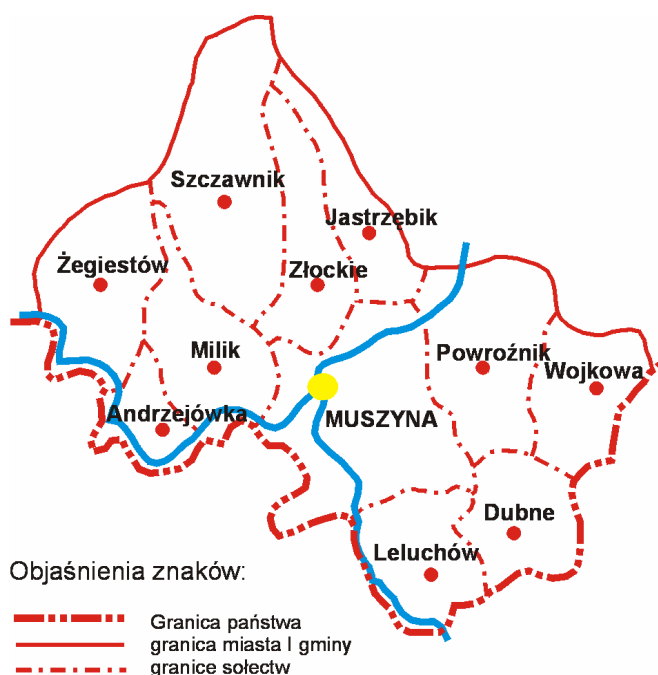 Szczawnik
Jastrzębik
Żegiestów
Złockie
Milik
Powroźnik
Wojkowa
Andrzejówka
MUSZYNA
Dubne
Leluchów
Objaśnienia znaków:
Granica państwa
granica miasta I gminy
granice sołectw